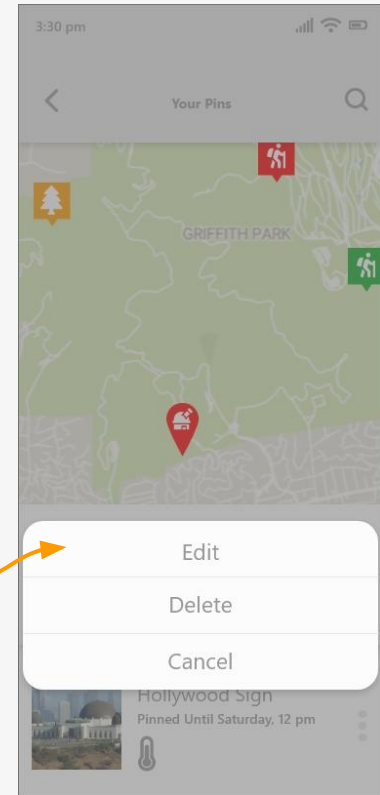 3:30 pm
Your Pins
GRIFFITH PARK
Edit
Delete
Cancel
Hollywood Sign
Pinned Until Saturday, 12 pm